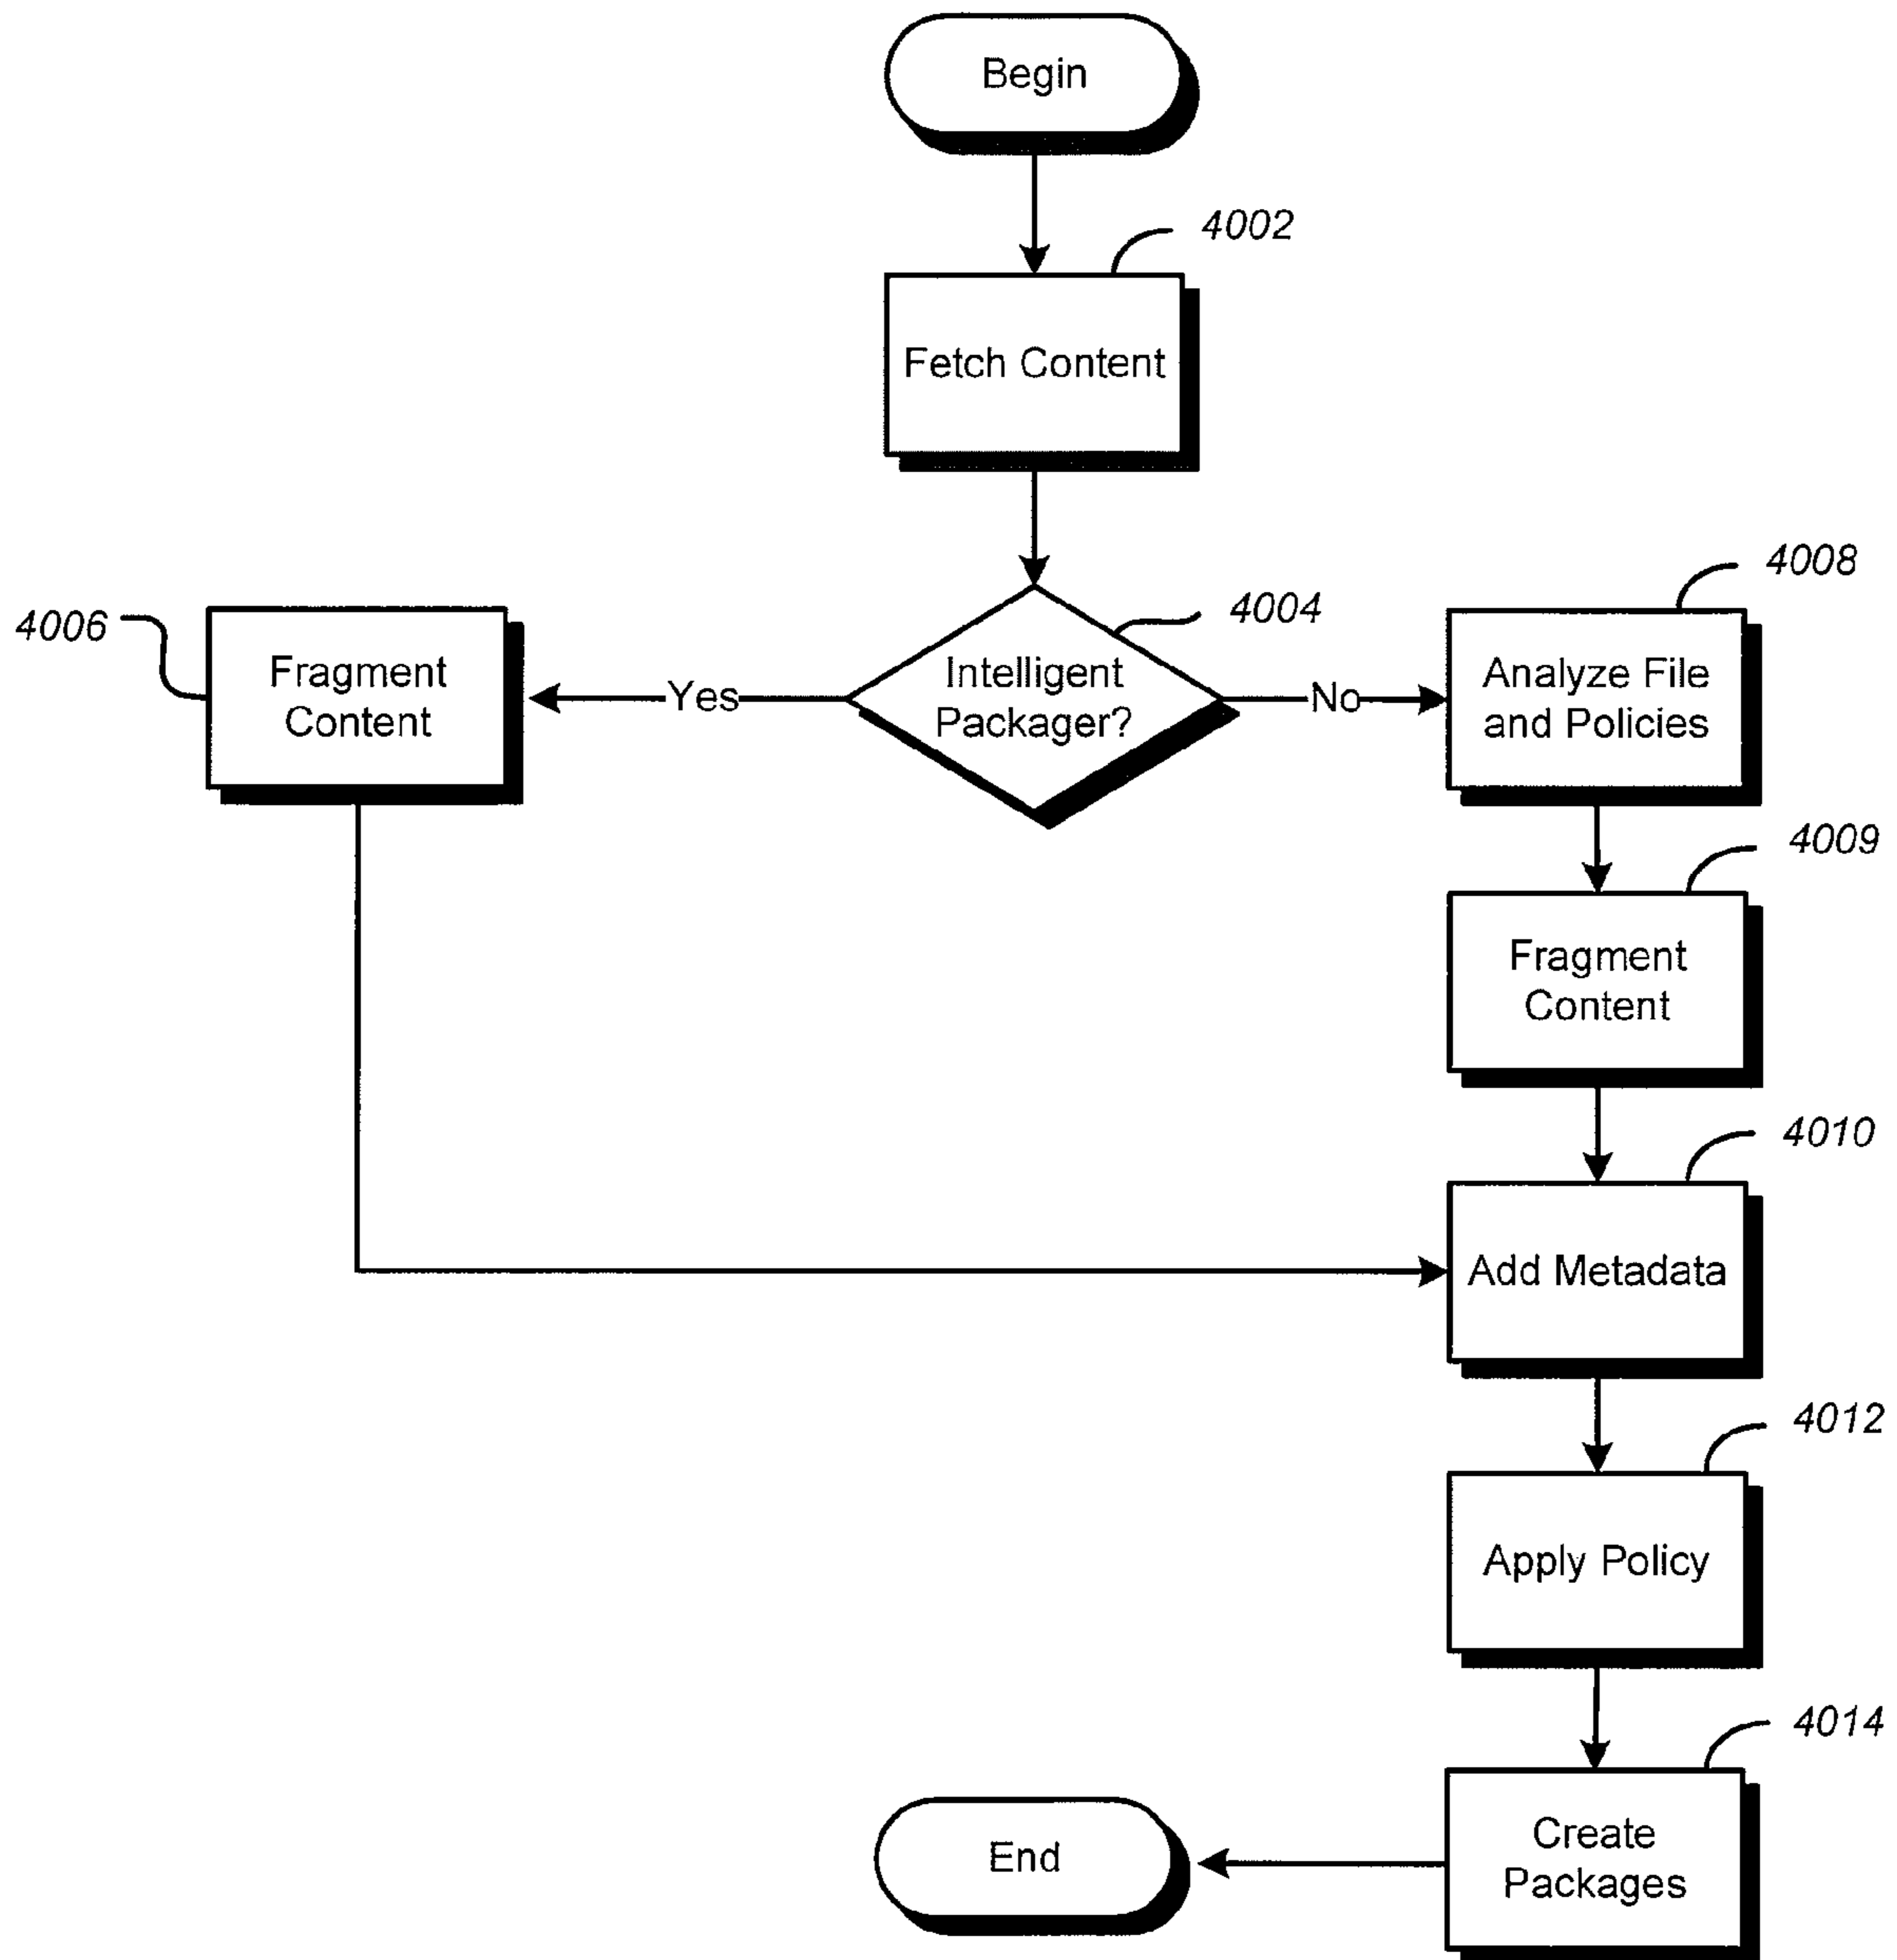 Begin
4002
Fetch Content
4004
Intelligent
Packager?
Yes
No
4006
Fragment
Content
4008
Analyze File
and Policies
4009
Fragment
Content
4010
Add Metadata
4012
Apply Policy
4014
Create
Packages
End